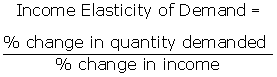 Income Elasticity of Demand =
% change in quantity demanded
% change in income